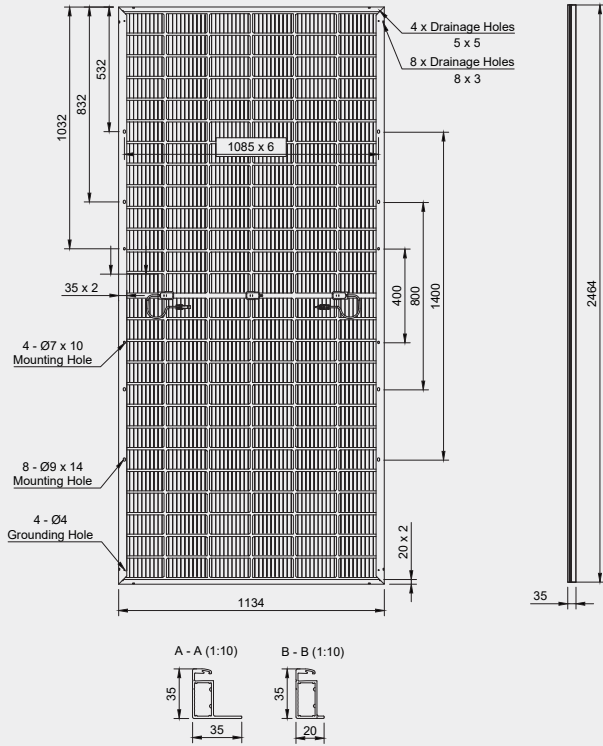 4 x Drainage Holes
5 x 5
8 x Drainage Holes
8 x 3
532
832
1032
1085 x 6
35 x 2
400
800
1400
2464
4 - Ø7 x 10
Mounting Hole
8 - Ø9 x 14
Mounting Hole
4 - Ø4
Grounding Hole
20 x 2
1134
35
A - A (1:10)
B - B (1:10)
35
35
35
20